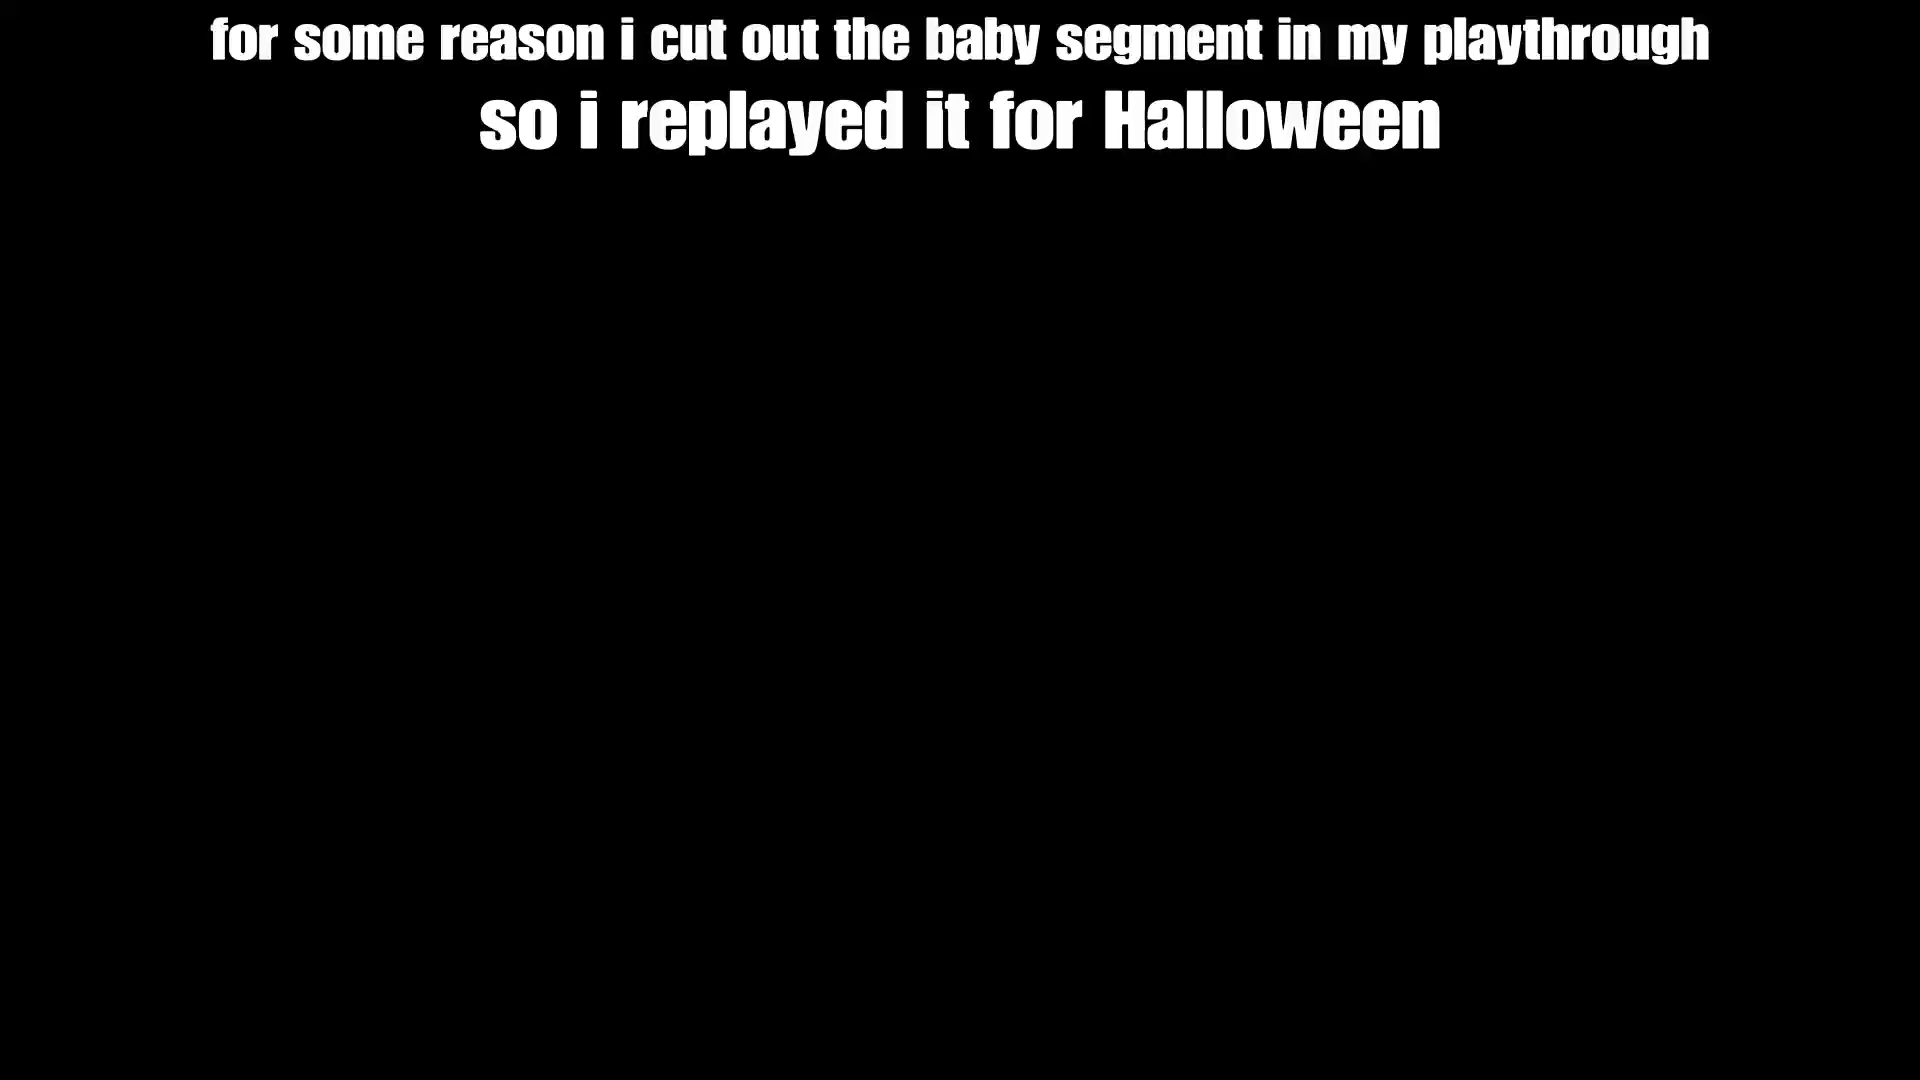 for some reason i cut out the baby segment in my playthrough
so i replayed it for Halloween